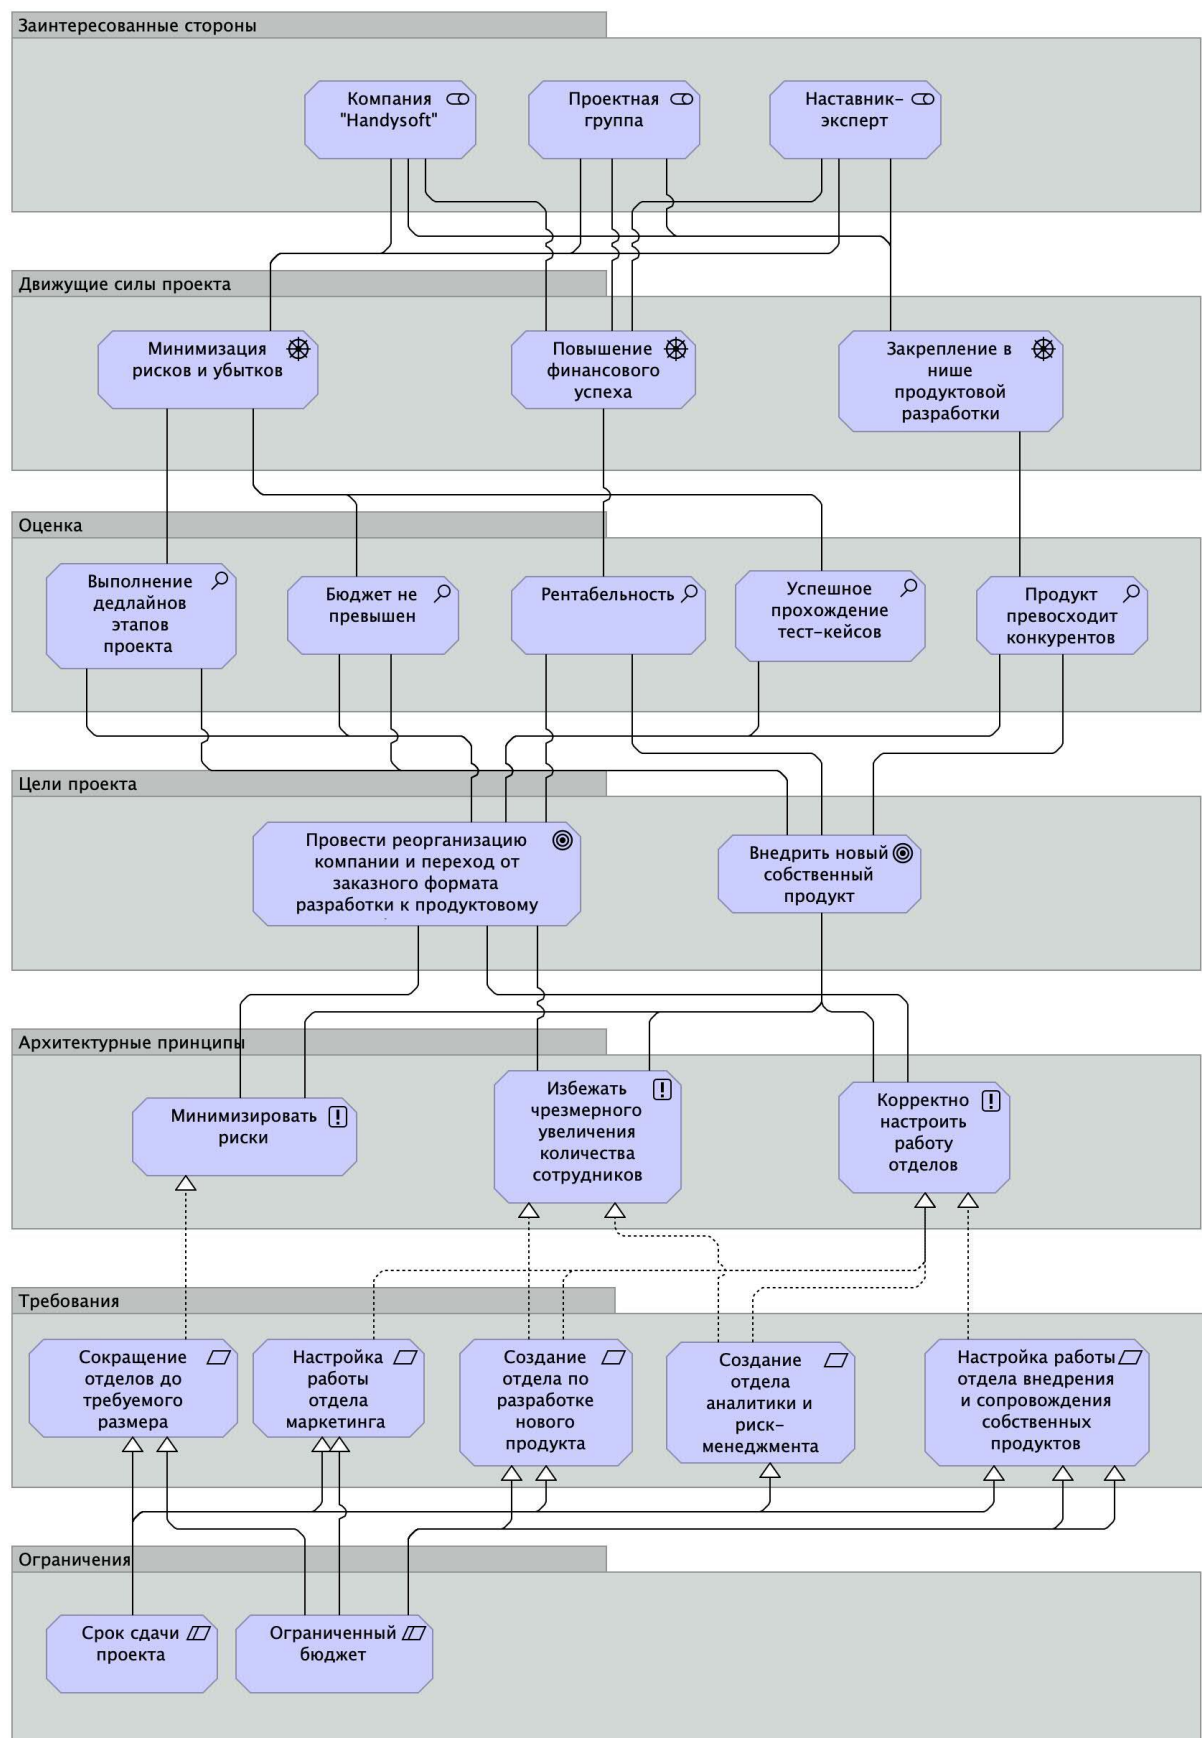 Заинтересованные стороны
Компания
"Handysoft"
Проектная
группа
Наставник-
эксперт
Движущие силы проекта
Минимизация
рисков и убытков
Повышение
финансового
успеха
Закрепление в
нише
продуктовой
разработки
Оценка
Выполнение
дедлайнов
этапов
проекта
Бюджет не
превышен
Рентабельность
Успешное
прохождение
тест-кейсов
Продукт
превосходит
конкурентов
Цели проекта
Провести реорганизацию
компании и переход от
заказного формата
разработки к продуктовому
Внедрить новый
собственный
продукт
Архитектурные принципы
Минимизировать
риски
Избежать
чрезмерного
увеличения
количества
сотрудников
Корректно
настроить
работу
отделов
Требования
Сокращение
отделов до
требуемого
размера
Настройка
работы
отдела
маркетинга
Создание
отдела по
разработке
нового
продукта
Создание
отдела
аналитики и
риск-
менеджмента
Настройка работы
отдела внедрения
и сопровождения
собственных
продуктов
Ограничения
Срок сдачи
проекта
Ограниченный
бюджет